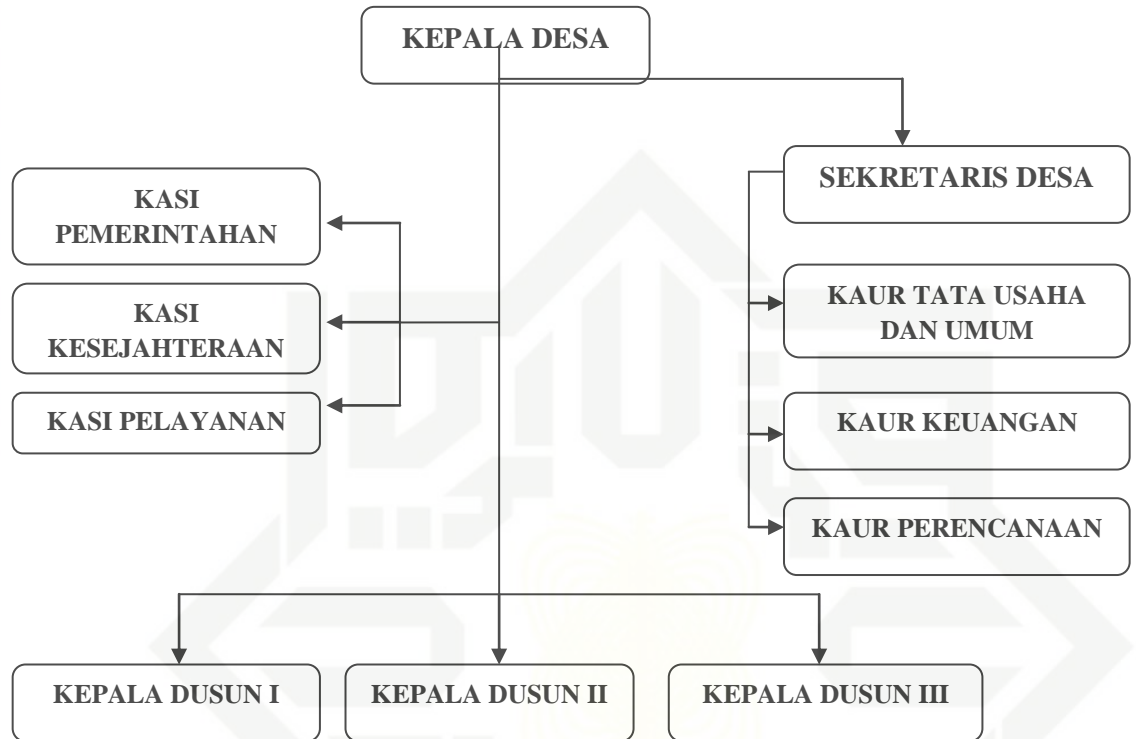 KEPALA DESA
SEKRETARIS DESA
KASI
PEMERINTAHAN
KASI
KESEJAHTERAAN
KASI PELAYANAN
KAUR TATA USAHA
DAN UMUM
KAUR KEUANGAN
KAUR PERENCANAAN
KEPALA DUSUN I
KEPALA DUSUN II
KEPALA DUSUN III